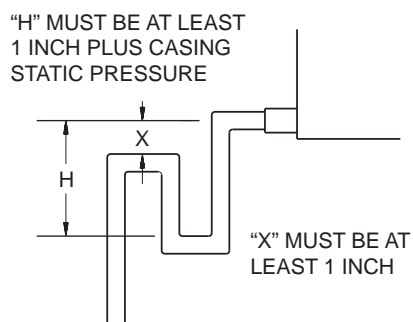 “H” MUST BE AT LEAST
1 INCH PLUS CASING
STATIC PRESSURE
X
H
“X” MUST BE AT
LEAST 1 INCH